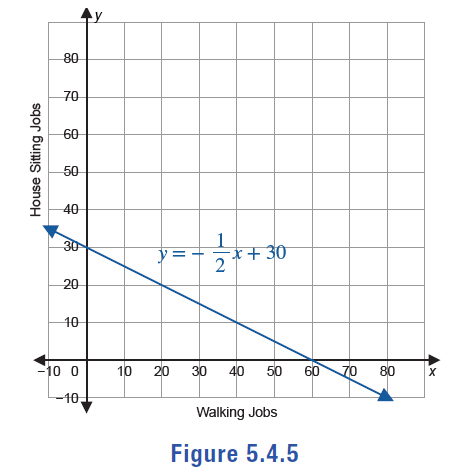 y
80
70
60
50
40
30
20
10
-10 0 10 20 30 40 50 60 70 80 x
-10
House Sitting Jobs
y = - 1/2 x + 30
Walking Jobs
Figure 5.4.5